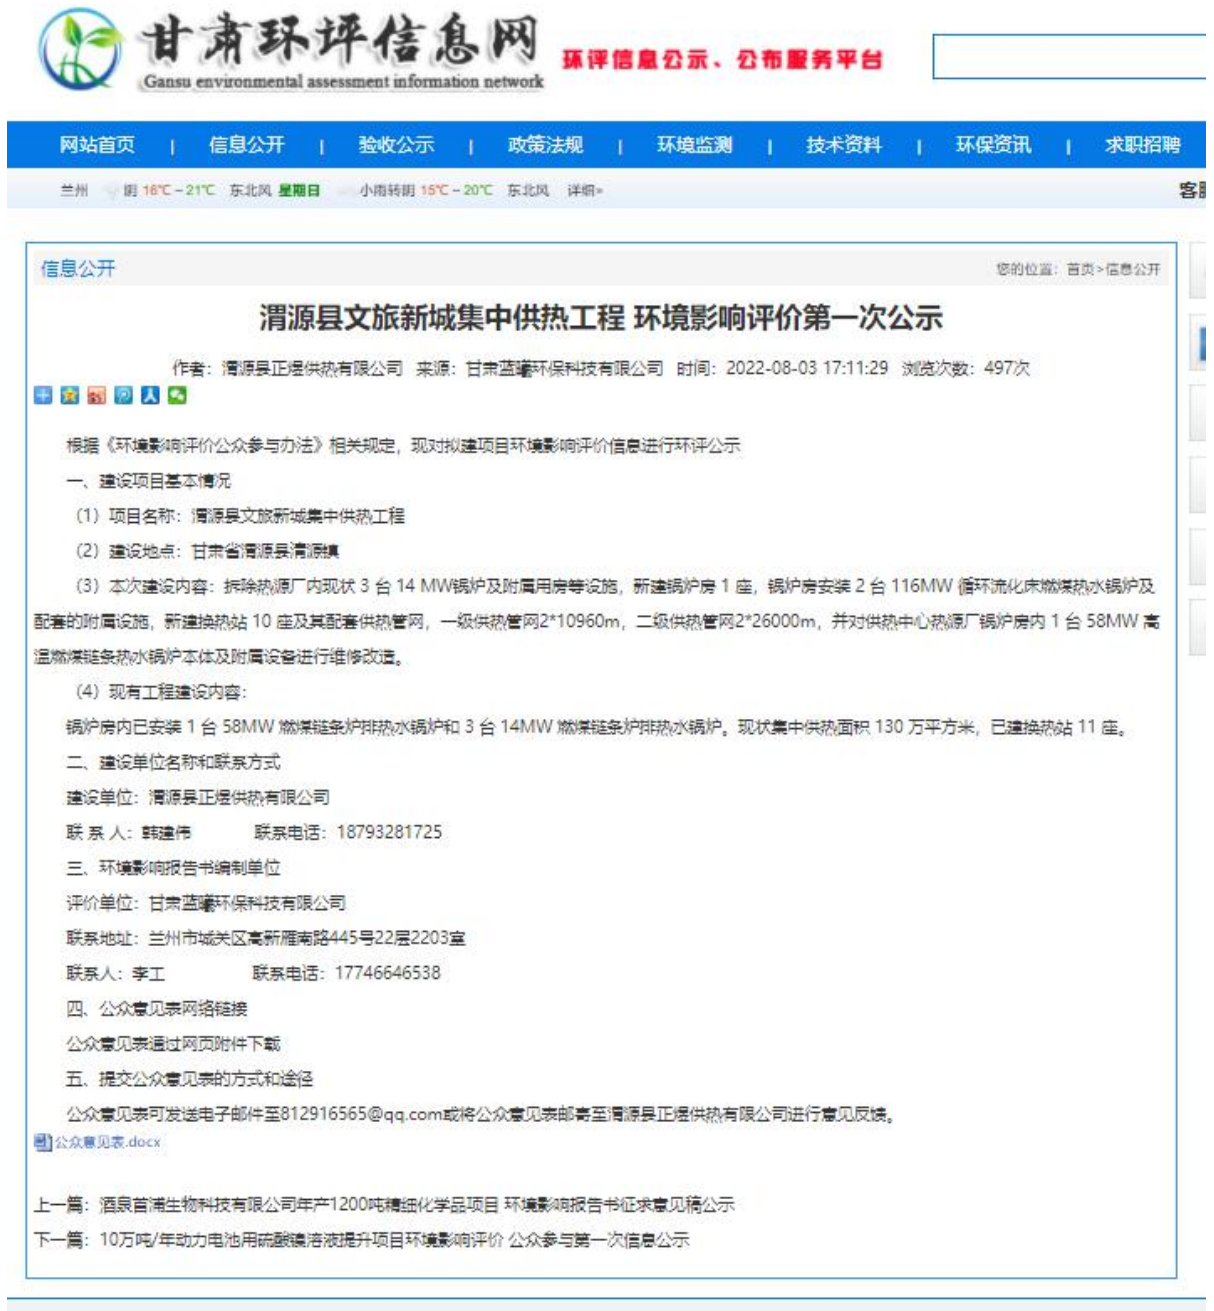 甘肃环评信息网
Gansu environmental assessment information network
环评信息公示、公布服务平台
网站首页 | 信息公开 | 验收公示 | 政策法规 | 环境监测 | 技术资料 | 环保资讯 | 求职招聘
兰州 阴 16℃~21℃ 东北风 星期日 小雨转阴 15℃~20℃ 东北风 详细»
客服
信息公开
您的位置：首页>信息公开
渭源县文旅新城集中供热工程 环境影响评价第一次公示
作者：渭源县正煜供热有限公司 来源：甘肃蓝曦环保科技有限公司 时间：2022-08-03 17:11:29 浏览次数：497次
根据《环境影响评价公众参与办法》相关规定，现对拟建项目环境影响评价信息进行环评公示
一、建设项目基本情况
（1）项目名称：渭源县文旅新城集中供热工程
（2）建设地点：甘肃省渭源县清源镇
（3）本次建设内容：拆除热源厂内现状 3 台 14 MW锅炉及附属用房等设施，新建锅炉房 1 座，锅炉房安装 2 台 116MW 循环流化床燃煤热水锅炉及
配套的附属设施，新建换热站 10 座及其配套供热管网，一级供热管网2*10960m，二级供热管网2*26000m，并对供热中心热源厂锅炉房内 1 台 58MW 高
温燃煤链条热水锅炉本体及附属设备进行维修改造。
（4）现有工程建设内容：
锅炉房内已安装 1 台 58MW 燃煤链条炉排热水锅炉和 3 台 14MW 燃煤链条炉排热水锅炉。现状集中供热面积 130 万平方米，已建换热站 11 座。
二、建设单位名称和联系方式
建设单位：渭源县正煜供热有限公司
联 系 人：韩建伟 联系电话：18793281725
三、环境影响报告书编制单位
评价单位：甘肃蓝曦环保科技有限公司
联系地址：兰州市城关区高新雁南路445号22层2203室
联系人：李工 联系电话：17746646538
四、公众意见表网络链接
公众意见表通过网页附件下载
五、提交公众意见表的方式和途径
公众意见表可发送电子邮件至812916565@qq.com或将公众意见表邮寄至渭源县正煜供热有限公司进行意见反馈。
公众意见表.docx
上一篇：酒泉首浦生物科技有限公司年产1200吨精细化学品项目 环境影响报告书征求意见稿公示
下一篇：10万吨/年动力电池用硫酸镍溶液提升项目环境影响评价 公众参与第一次信息公示